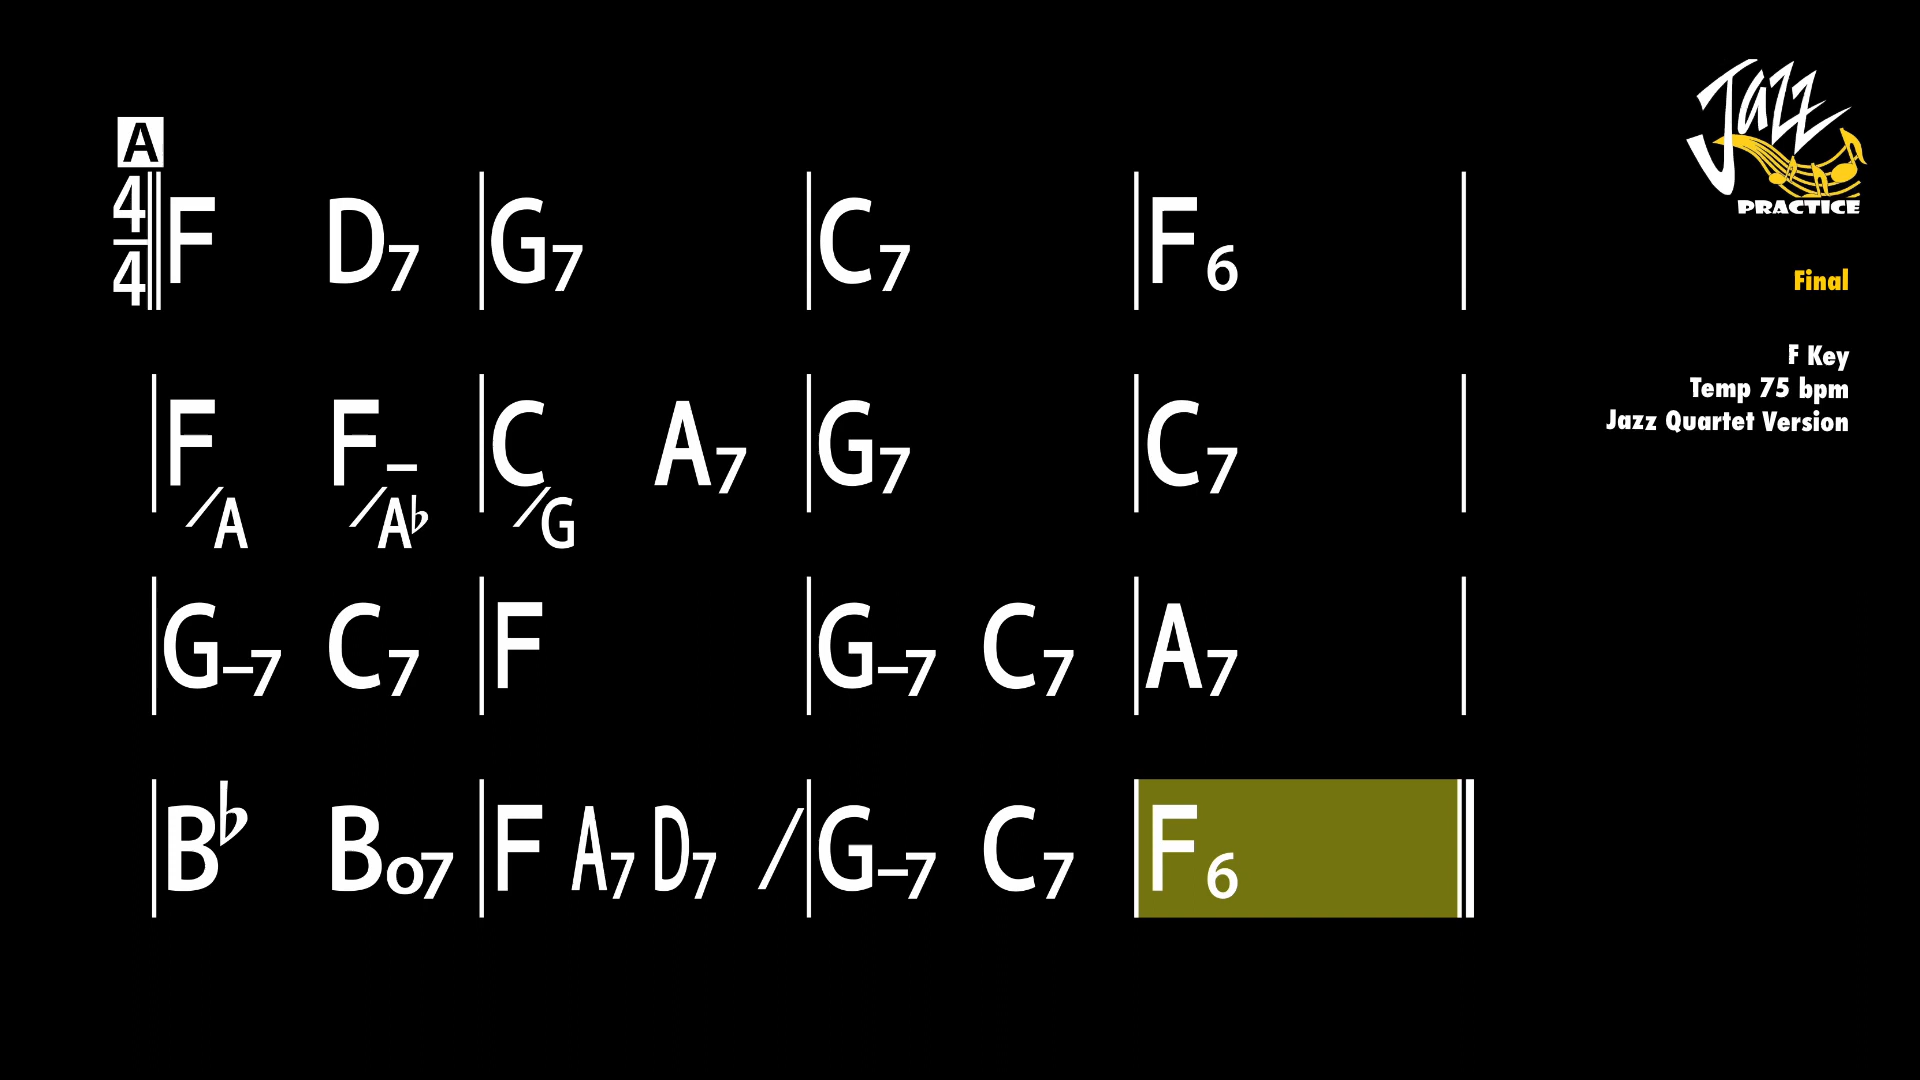 Jazz
PRACTICE
A
4/4 F D7 | G7 | C7 | F6 |
Final
F Key
Temp 75 bpm
Jazz Quartet Version
| F/A F–/A♭ | C/G A7 | G7 | C7 |
| G–7 C7 | F | G–7 C7 | A7 |
| B♭ Bo7 | F A7 D7 / | G–7 C7 | F6 ||